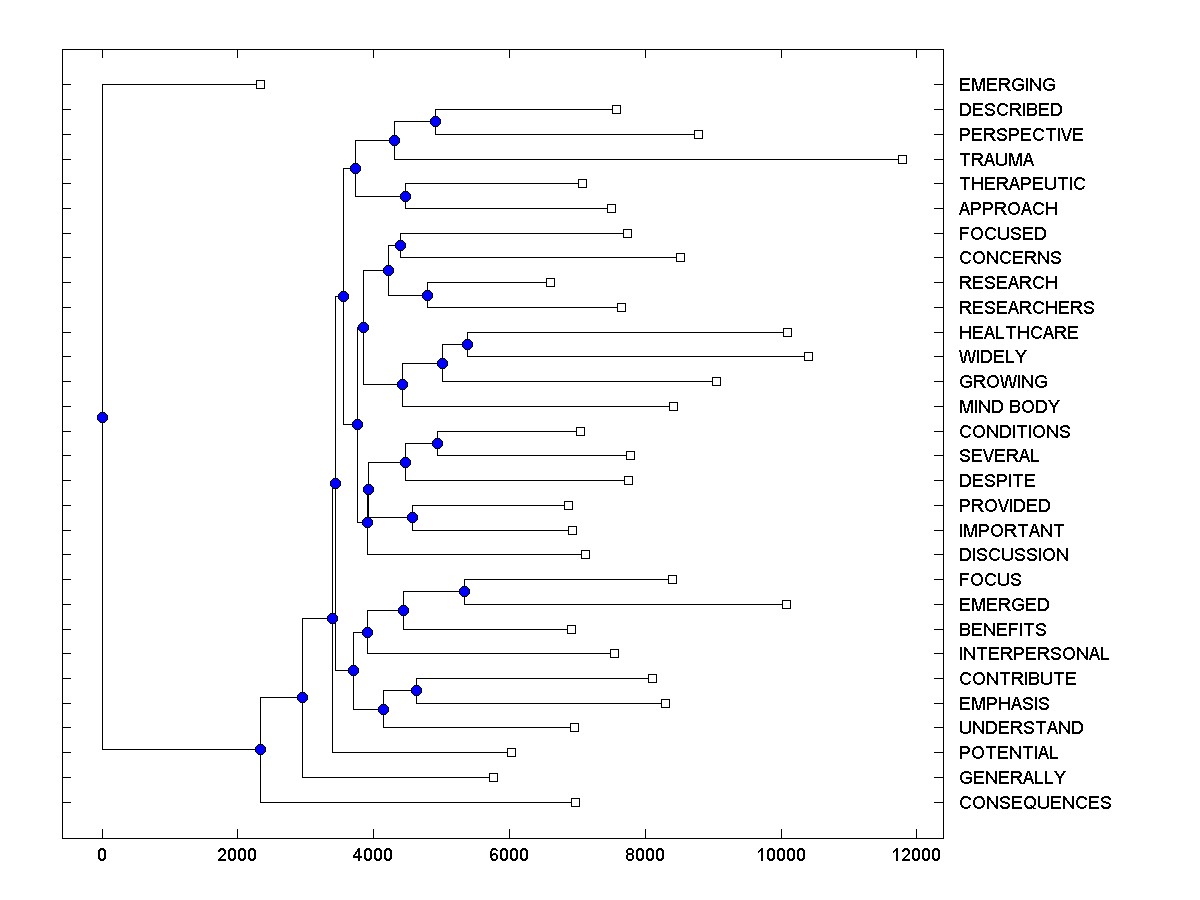 EMERGING
DESCRIBED
PERSPECTIVE
TRAUMA
THERAPEUTIC
APPROACH
FOCUSED
CONCERNS
RESEARCH
RESEARCHERS
HEALTHCARE
WIDELY
GROWING
MIND BODY
CONDITIONS
SEVERAL
DESPITE
PROVIDED
IMPORTANT
DISCUSSION
FOCUS
EMERGED
BENEFITS
INTERPERSONAL
CONTRIBUTE
EMPHASIS
UNDERSTAND
POTENTIAL
GENERALLY
CONSEQUENCES
0 2000 4000 6000 8000 10000 12000